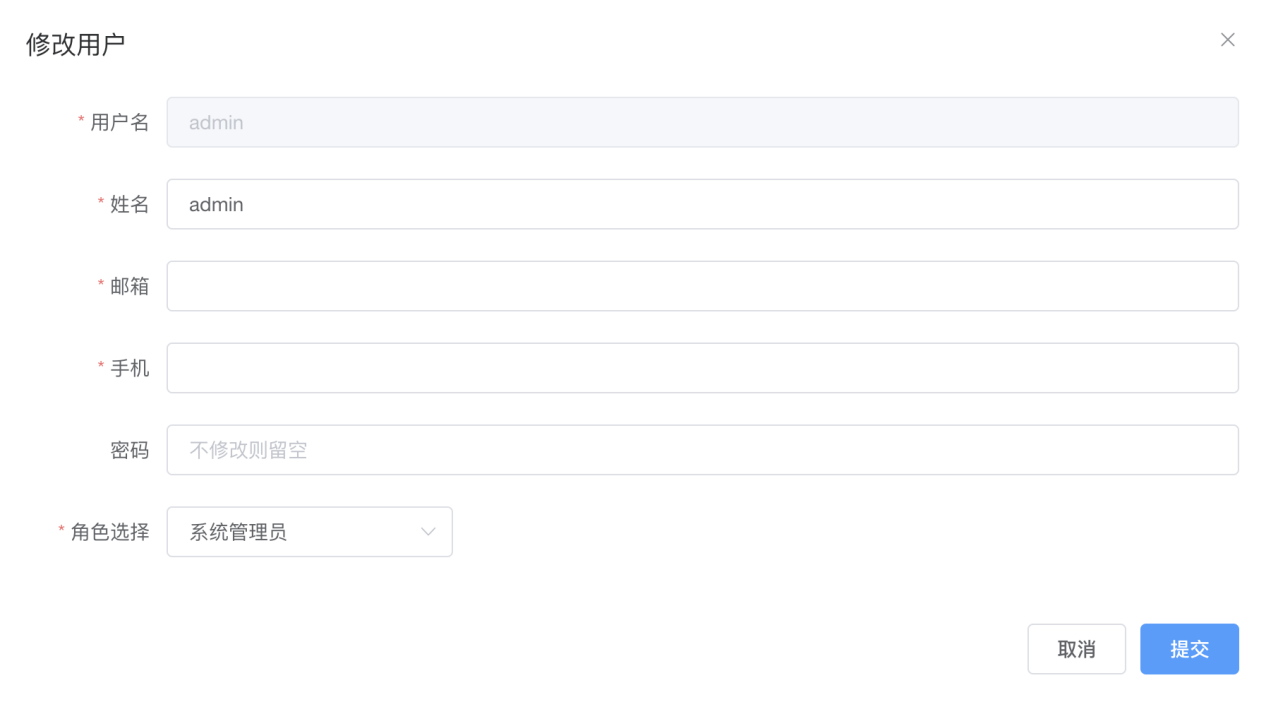 修改用户
* 用户名 admin
* 姓名 admin
* 邮箱
* 手机
密码 不修改则留空
* 角色选择 系统管理员
取消 提交